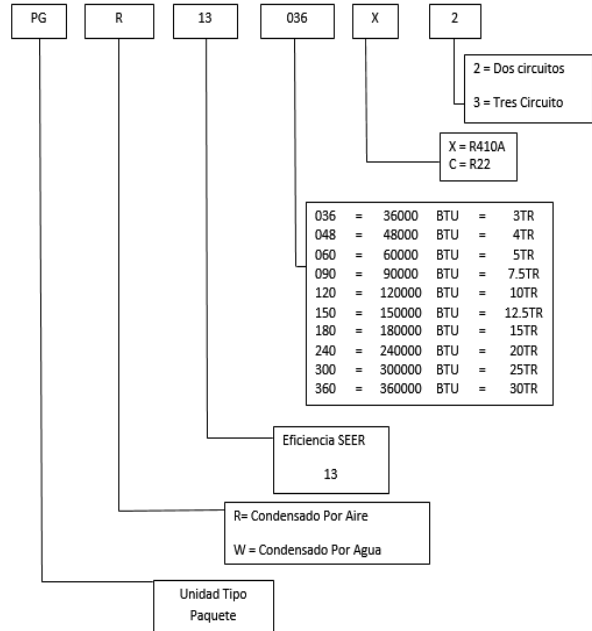 PG R 13 036 X 2
2 = Dos circuitos
3 = Tres Circuito
X = R410A
C = R22
036 = 36000 BTU = 3TR
048 = 48000 BTU = 4TR
060 = 60000 BTU = 5TR
090 = 90000 BTU = 7.5TR
120 = 120000 BTU = 10TR
150 = 150000 BTU = 12.5TR
180 = 180000 BTU = 15TR
240 = 240000 BTU = 20TR
300 = 300000 BTU = 25TR
360 = 360000 BTU = 30TR
Eficiencia SEER
13
R= Condensado Por Aire
W = Condensado Por Agua
Unidad Tipo
Paquete